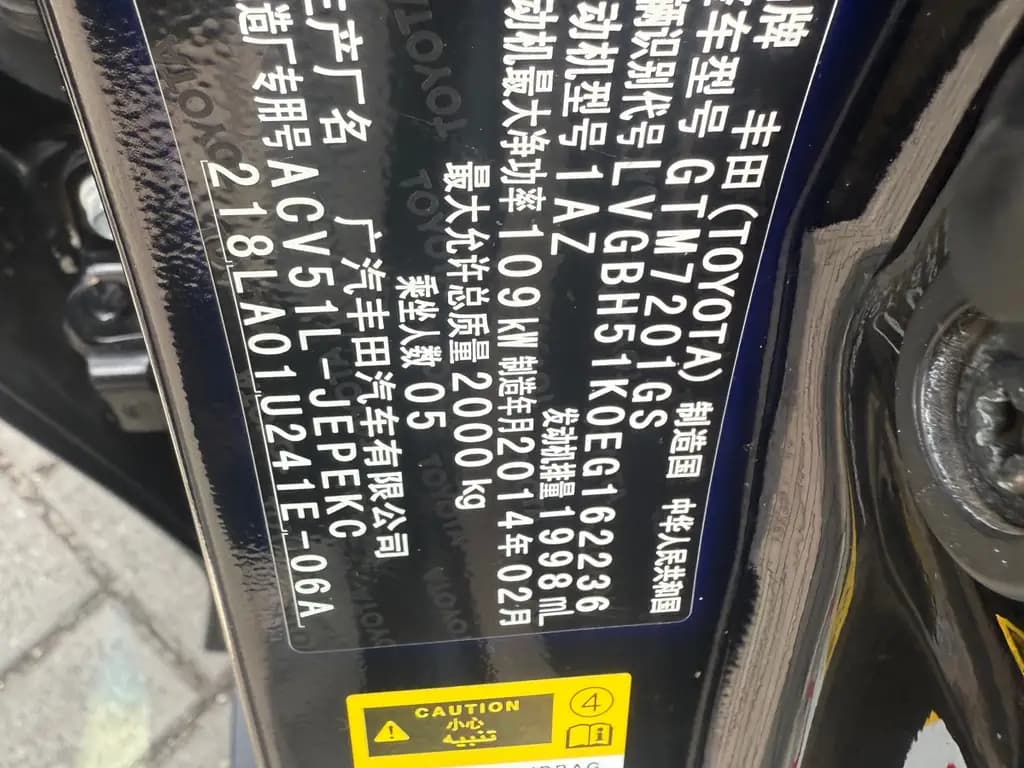 牌 丰田(TOYOTA) 制造国 中华人民共和国
车型号 GTM7201GS
辆识别代号 LVGBH51K0EG162236
动机型号 1AZ 发动机排量 1998mL
动机最大净功率 109kW 制造年月 2014年02月
最大允许总质量 2000kg
乘坐人数 05
生产厂名 广汽丰田汽车有限公司
造厂专用号 ACV51L-JEPEKC
218LA01U241E-06A
CAUTION
小心
تنبيه
4